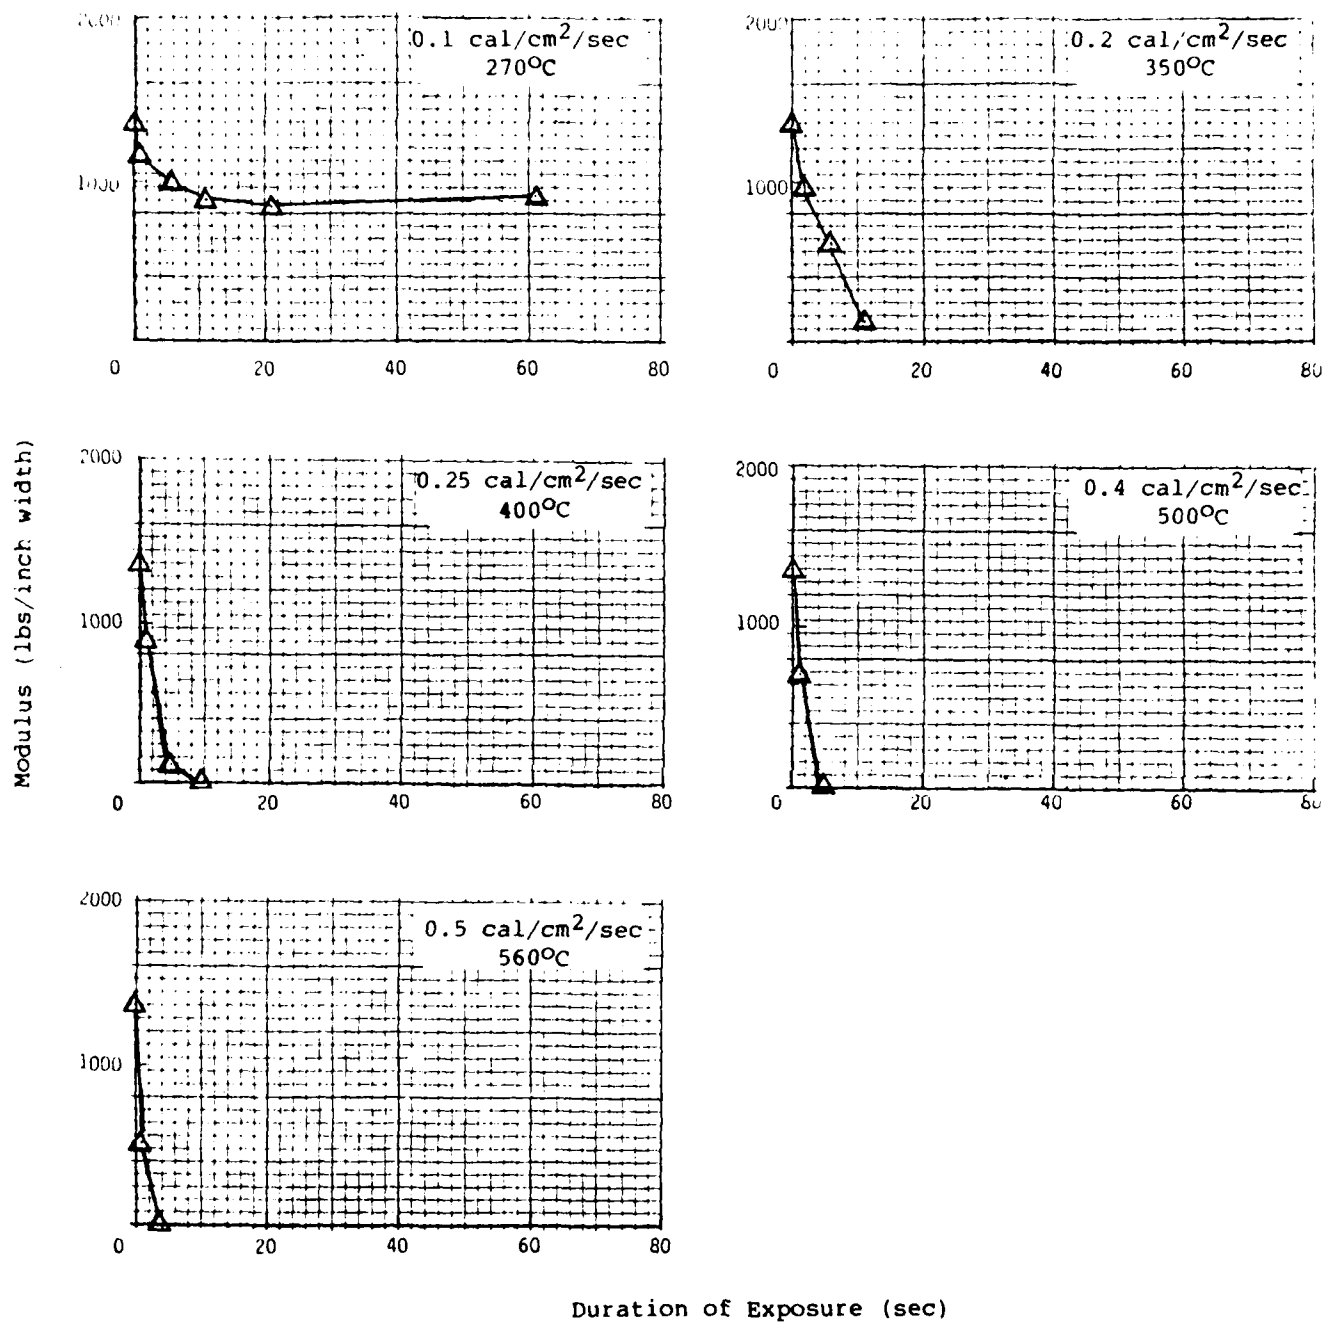 2000
0.1 cal/cm²/sec
270°C
1000
0 20 40 60 80
2000
0.2 cal/cm²/sec
350°C
1000
0 20 40 60 80
Modulus (lbs/inch width)
2000
0.25 cal/cm²/sec
400°C
1000
0 20 40 60 80
2000
0.4 cal/cm²/sec
500°C
1000
0 20 40 60 80
2000
0.5 cal/cm²/sec
560°C
1000
0 20 40 60 80
Duration of Exposure (sec)